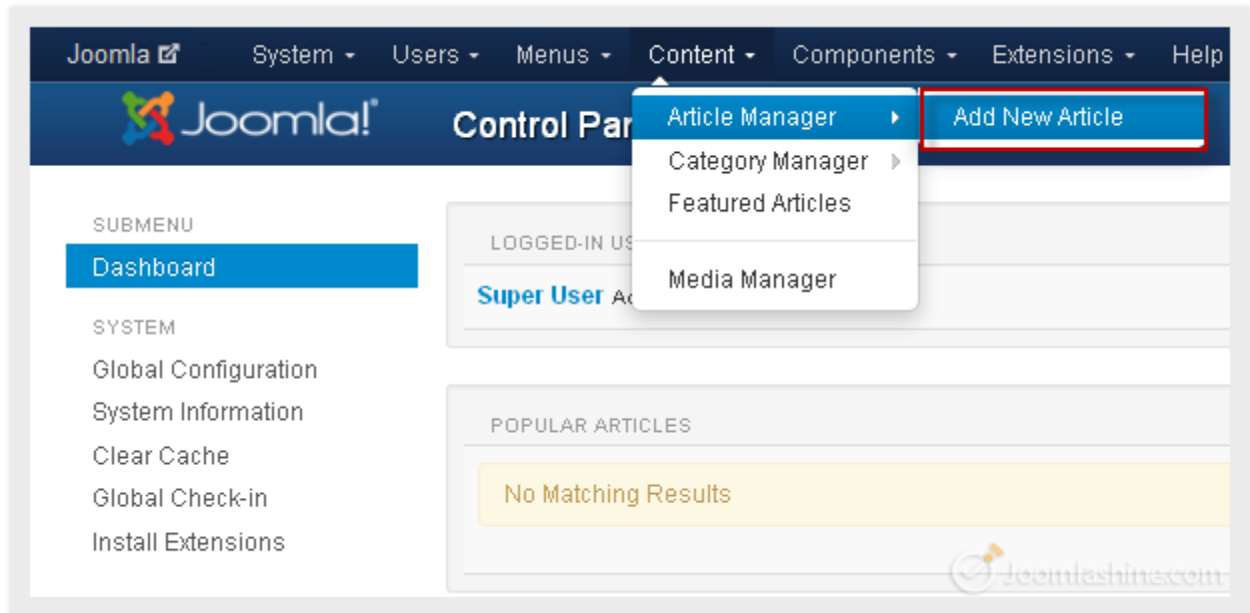 Joomla System Users Menus Content Components Extensions Help
Joomla! Control Par Article Manager Add New Article
Category Manager
Featured Articles
Media Manager
SUBMENU
Dashboard
SYSTEM
Global Configuration
System Information
Clear Cache
Global Check-in
Install Extensions
LOGGED-IN US
Super User Ac
POPULAR ARTICLES
No Matching Results
Joomlashine.com